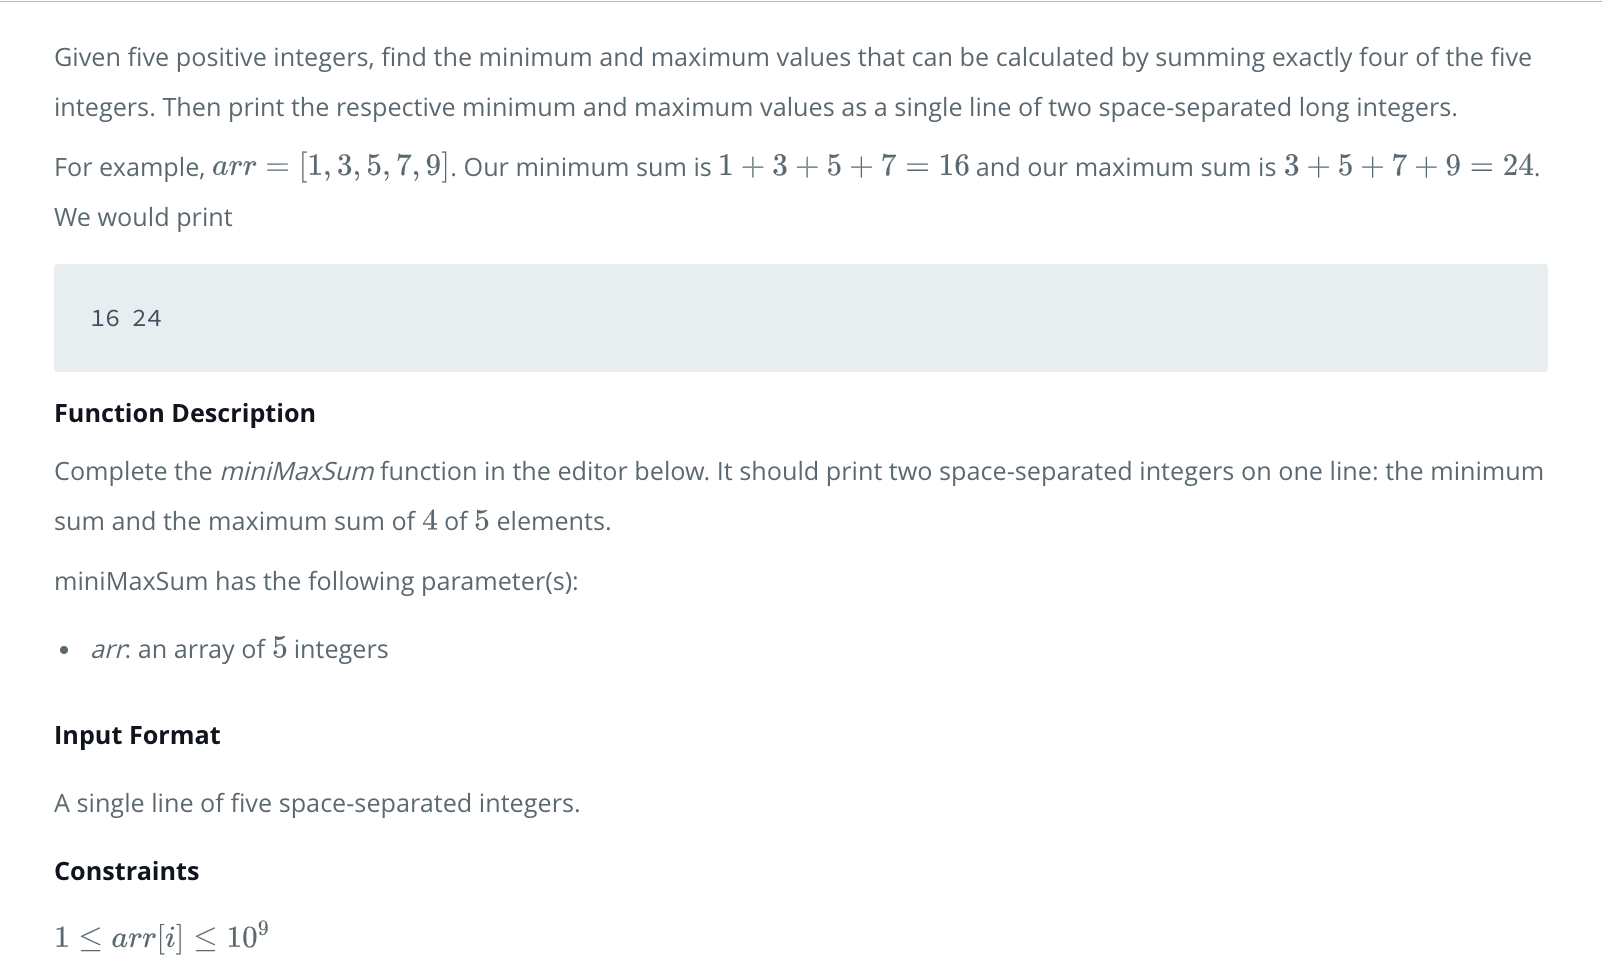 Given five positive integers, find the minimum and maximum values that can be calculated by summing exactly four of the five
integers. Then print the respective minimum and maximum values as a single line of two space-separated long integers.
For example, arr = [1, 3, 5, 7, 9]. Our minimum sum is 1 + 3 + 5 + 7 = 16 and our maximum sum is 3 + 5 + 7 + 9 = 24.
We would print
16 24
Function Description
Complete the miniMaxSum function in the editor below. It should print two space-separated integers on one line: the minimum
sum and the maximum sum of 4 of 5 elements.
miniMaxSum has the following parameter(s):
• arr: an array of 5 integers
Input Format
A single line of five space-separated integers.
Constraints
1 ≤ arr[i] ≤ 10⁹